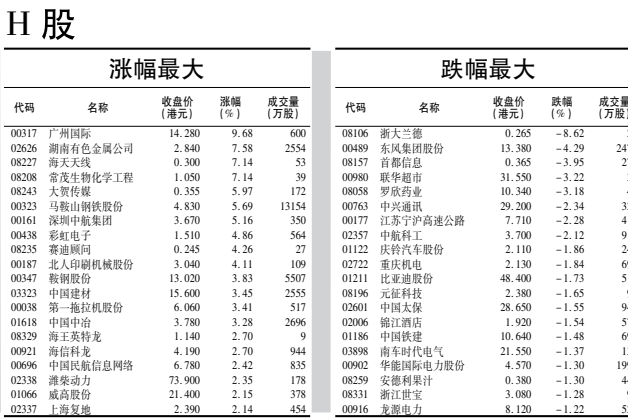 H 股
涨幅最大
代码 名称 收盘价(港元) 涨幅(%) 成交量(万股)
00317 广州国际 14.280 9.68 600
02626 湖南有色金属公司 2.840 7.58 2554
08227 海天天线 0.300 7.14 53
08208 常茂生物化学工程 1.050 7.14 39
08243 大贺传媒 0.355 5.97 172
00323 马鞍山钢铁股份 4.830 5.69 13154
00161 深圳中航集团 3.670 5.16 350
00438 彩虹电子 1.510 4.86 564
08235 赛迪顾问 0.245 4.26 27
00187 北人印刷机械股份 3.040 4.11 109
00347 鞍钢股份 13.020 3.83 5507
03323 中国建材 15.600 3.45 2555
00038 第一拖拉机股份 6.060 3.41 517
01618 中国中冶 3.780 3.28 2696
08329 海王英特龙 1.140 2.70 9
00921 海信科龙 4.190 2.70 944
00696 中国民航信息网络 6.780 2.42 835
02338 潍柴动力 73.900 2.35 178
01066 威高股份 21.400 2.15 378
02337 上海复地 2.390 2.14 454
跌幅最大
代码 名称 收盘价(港元) 跌幅(%) 成交量(万股)
08106 浙大兰德 0.265 -8.62
00489 东风集团股份 13.380 -4.29
08157 首都信息 0.365 -3.95
00980 联华超市 31.550 -3.22
08058 罗欣药业 10.340 -3.18
00763 中兴通讯 29.200 -2.34
00177 江苏宁沪高速公路 7.710 -2.28
02357 中航科工 3.700 -2.12
01122 庆铃汽车股份 2.110 -1.86
02722 重庆机电 2.130 -1.84
01211 比亚迪股份 48.400 -1.73
08196 元征科技 2.380 -1.65
02601 中国太保 28.650 -1.55
02006 锦江酒店 1.920 -1.54
01186 中国铁建 10.640 -1.48
03898 南车时代电气 21.550 -1.37
00902 华能国际电力股份 4.570 -1.30
08259 安德利果汁 0.380 -1.30
08331 浙江世宝 3.080 -1.28
00916 龙源电力 8.120 -1.22